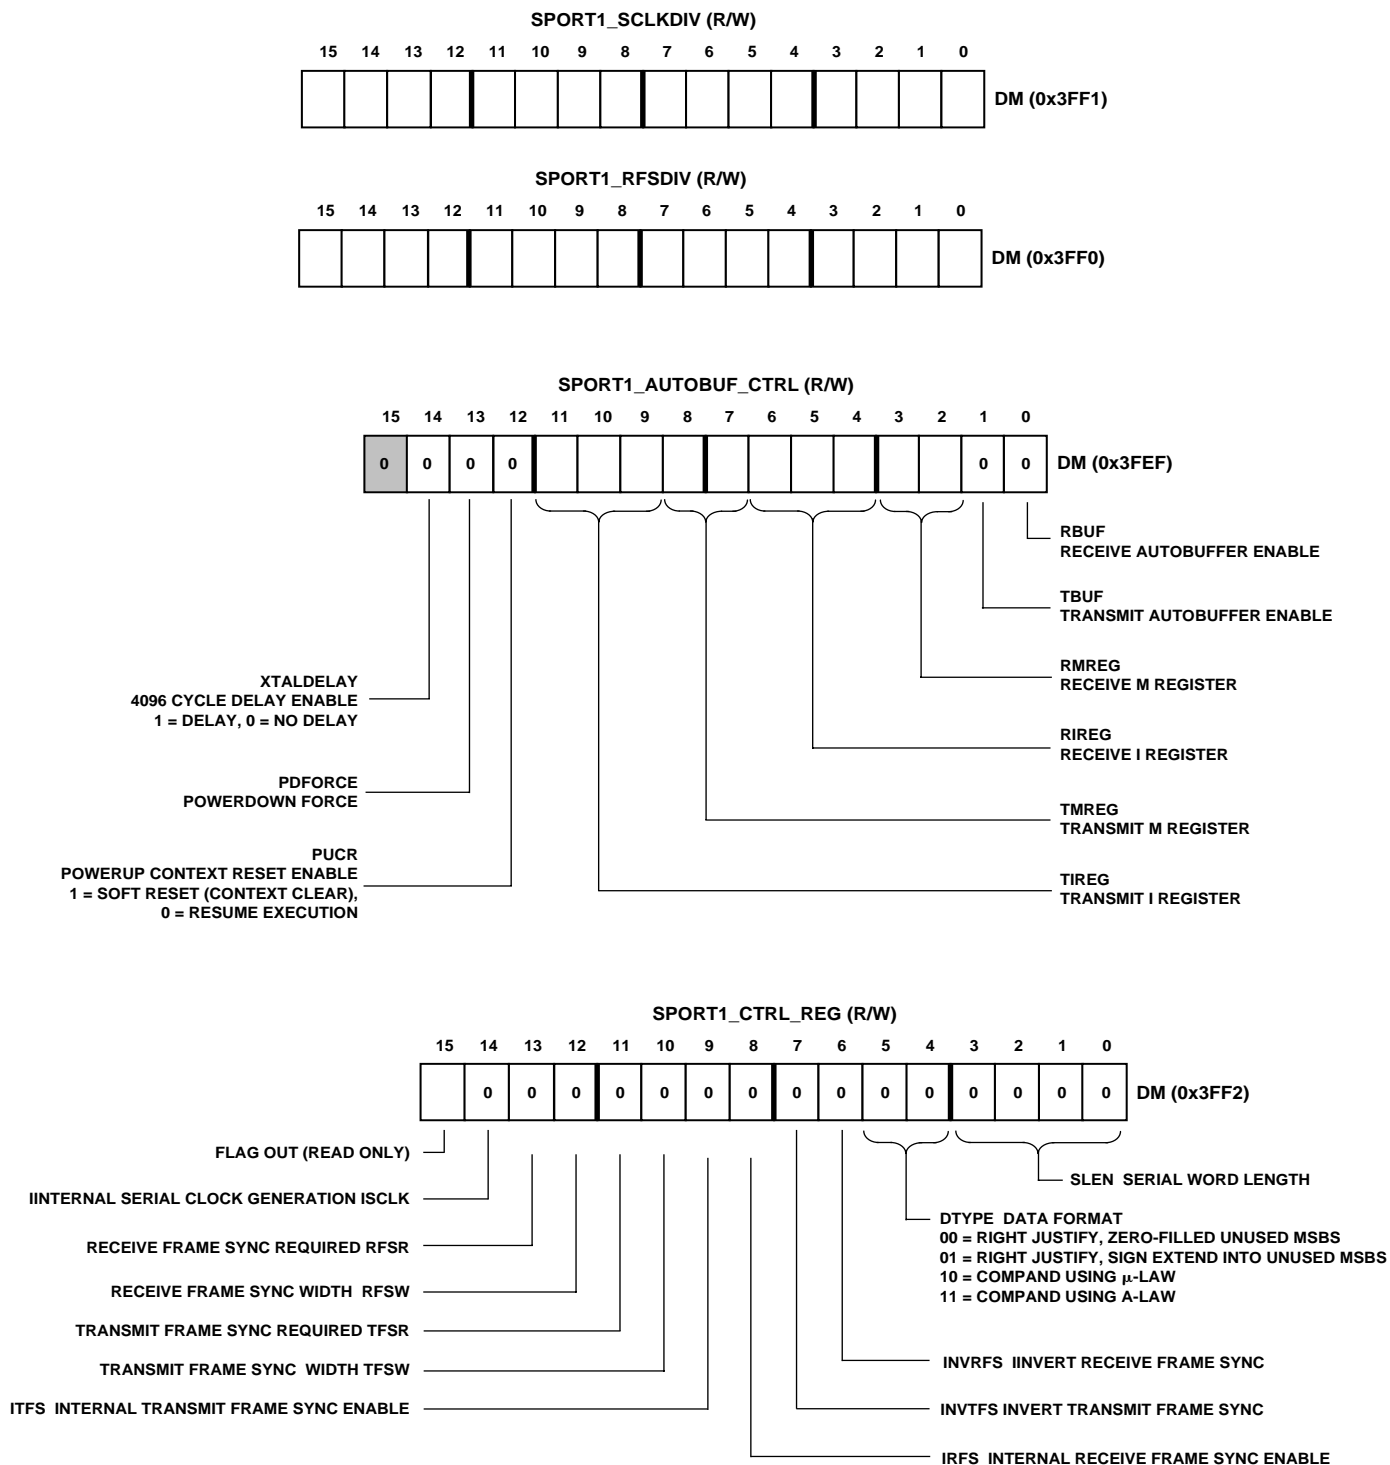 SPORT1_SCLKDIV (R/W)
15 14 13 12 11 10 9 8 7 6 5 4 3 2 1 0
DM (0x3FF1)
SPORT1_RFSDIV (R/W)
15 14 13 12 11 10 9 8 7 6 5 4 3 2 1 0
DM (0x3FF0)
SPORT1_AUTOBUF_CTRL (R/W)
15 14 13 12 11 10 9 8 7 6 5 4 3 2 1 0
0 0 0 0 0 0 DM (0x3FEF)
RBUF
RECEIVE AUTOBUFFER ENABLE
TBUF
TRANSMIT AUTOBUFFER ENABLE
RMREG
RECEIVE M REGISTER
RIREG
RECEIVE I REGISTER
TMREG
TRANSMIT M REGISTER
TIREG
TRANSMIT I REGISTER
XTALDELAY
4096 CYCLE DELAY ENABLE
1 = DELAY, 0 = NO DELAY
PDFORCE
POWERDOWN FORCE
PUCR
POWERUP CONTEXT RESET ENABLE
1 = SOFT RESET (CONTEXT CLEAR),
0 = RESUME EXECUTION
SPORT1_CTRL_REG (R/W)
15 14 13 12 11 10 9 8 7 6 5 4 3 2 1 0
0 0 0 0 0 0 0 0 0 0 0 0 0 0 0 DM (0x3FF2)
FLAG OUT (READ ONLY)
IINTERNAL SERIAL CLOCK GENERATION ISCLK
RECEIVE FRAME SYNC REQUIRED RFSR
RECEIVE FRAME SYNC WIDTH RFSW
TRANSMIT FRAME SYNC REQUIRED TFSR
TRANSMIT FRAME SYNC WIDTH TFSW
ITFS INTERNAL TRANSMIT FRAME SYNC ENABLE
SLEN SERIAL WORD LENGTH
DTYPE DATA FORMAT
00 = RIGHT JUSTIFY, ZERO-FILLED UNUSED MSBS
01 = RIGHT JUSTIFY, SIGN EXTEND INTO UNUSED MSBS
10 = COMPAND USING μ-LAW
11 = COMPAND USING A-LAW
INVRFS IINVERT RECEIVE FRAME SYNC
INVTFS INVERT TRANSMIT FRAME SYNC
IRFS INTERNAL RECEIVE FRAME SYNC ENABLE